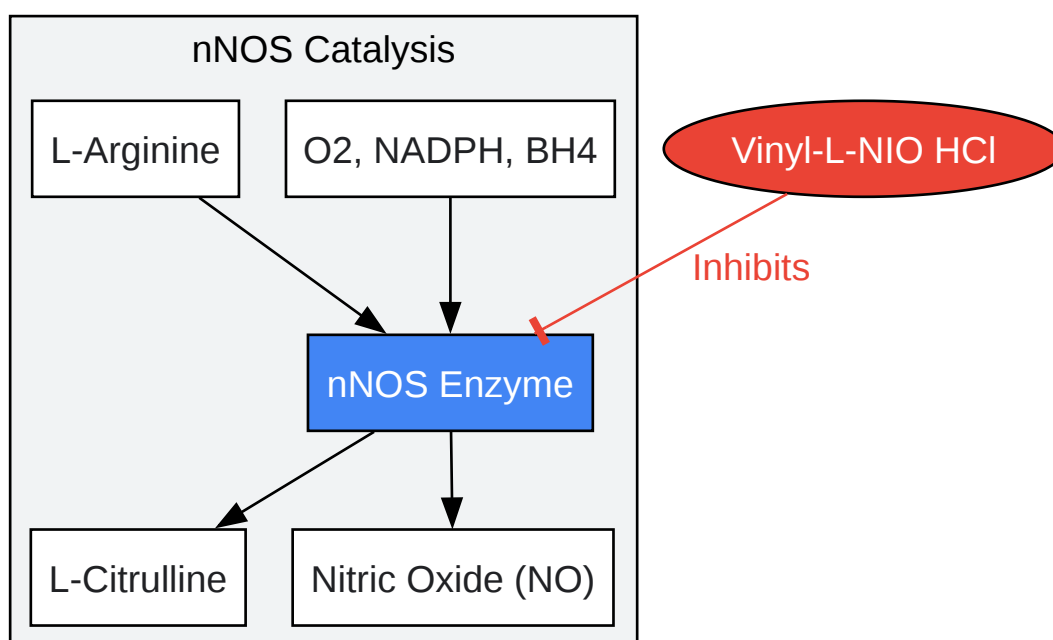 nNOS Catalysis
L-Arginine
O2, NADPH, BH4
Vinyl-L-NIO HCl
Inhibits
nNOS Enzyme
L-Citrulline
Nitric Oxide (NO)